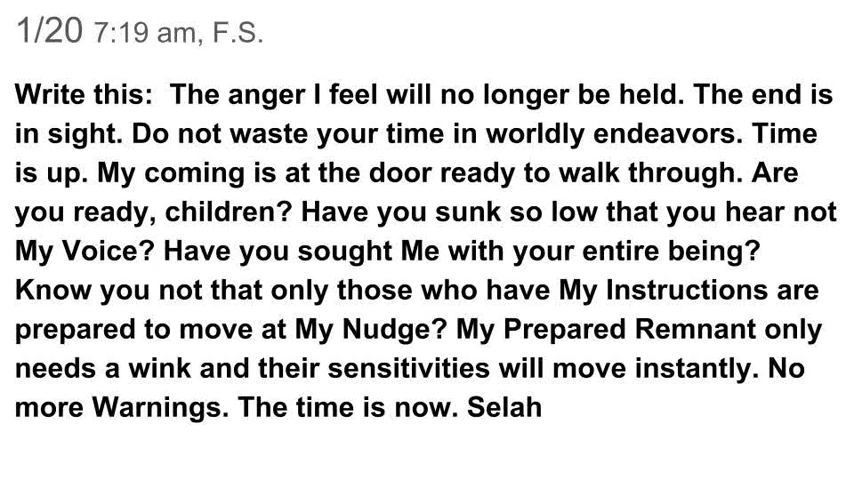 1/20 7:19 am, F.S.
Write this:  The anger I feel will no longer be held. The end is
in sight. Do not waste your time in worldly endeavors. Time
is up. My coming is at the door ready to walk through. Are
you ready, children? Have you sunk so low that you hear not
My Voice? Have you sought Me with your entire being?
Know you not that only those who have My Instructions are
prepared to move at My Nudge? My Prepared Remnant only
needs a wink and their sensitivities will move instantly. No
more Warnings. The time is now. Selah